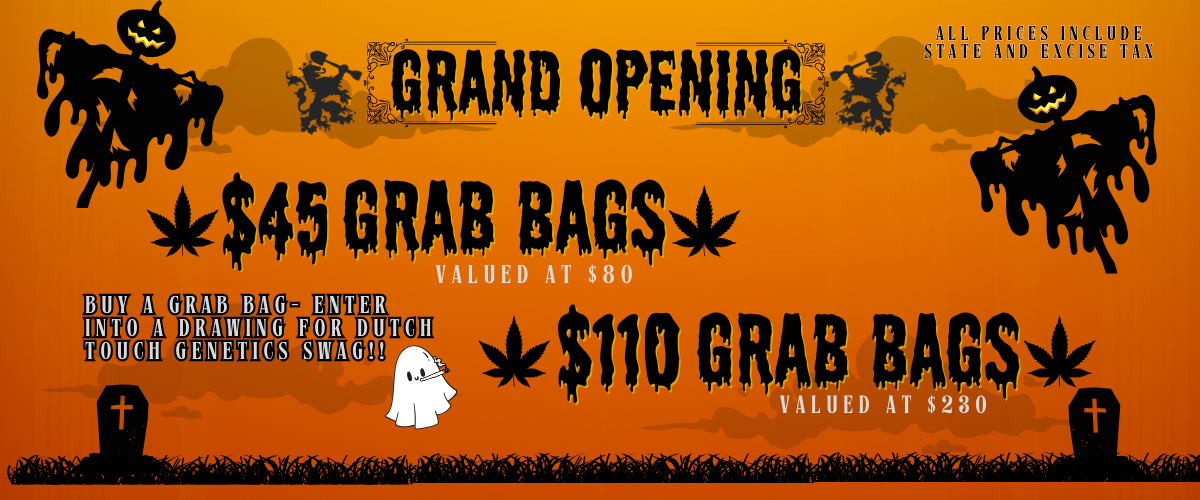 ALL PRICES INCLUDE
STATE AND EXCISE TAX
GRAND OPENING
$45 GRAB BAGS
VALUED AT $80
BUY A GRAB BAG- ENTER
INTO A DRAWING FOR DUTCH
TOUCH GENETICS SWAG!!
$110 GRAB BAGS
VALUED AT $230